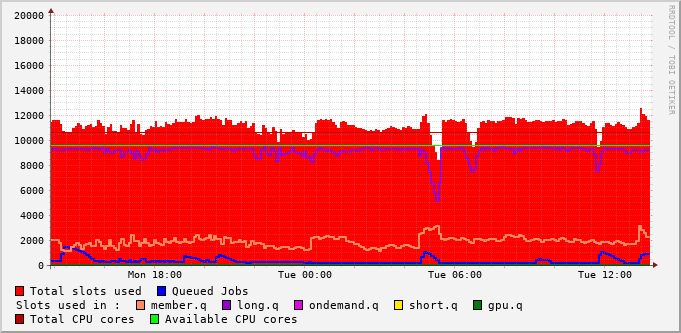 20000
18000
16000
14000
12000
10000
8000
6000
4000
2000
0
Mon 18:00 Tue 00:00 Tue 06:00 Tue 12:00
RRDTOOL / TOBI OETIKER
Total slots used Queued Jobs
Slots used in : member.q long.q ondemand.q short.q gpu.q
Total CPU cores Available CPU cores